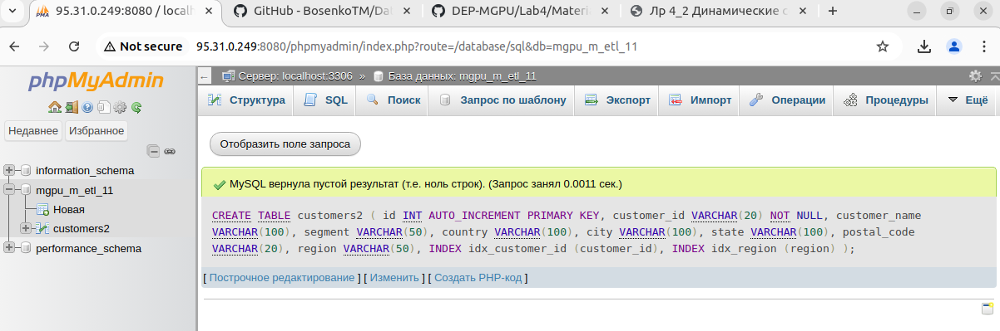 95.31.0.249:8080 / localh
GitHub - BosenkoTM/Dat
DEP-MGPU/Lab4/Materia
Лр 4_2 Динамические с
Not secure 95.31.0.249:8080/phpmyadmin/index.php?route=/database/sql&db=mgpu_m_etl_11
phpMyAdmin
Недавнее Избранное
information_schema
mgpu_m_etl_11
Новая
customers2
performance_schema
Сервер: localhost:3306 » База данных: mgpu_m_etl_11
Структура SQL Поиск Запрос по шаблону Экспорт Импорт Операции Процедуры Ещё
Отобразить поле запроса
MySQL вернула пустой результат (т.е. ноль строк). (Запрос занял 0.0011 сек.)
CREATE TABLE customers2 ( id INT AUTO_INCREMENT PRIMARY KEY, customer_id VARCHAR(20) NOT NULL, customer_name
VARCHAR(100), segment VARCHAR(50), country VARCHAR(100), city VARCHAR(100), state VARCHAR(100), postal_code
VARCHAR(20), region VARCHAR(50), INDEX idx_customer_id (customer_id), INDEX idx_region (region) );
[ Построчное редактирование ] [ Изменить ] [ Создать PHP-код ]